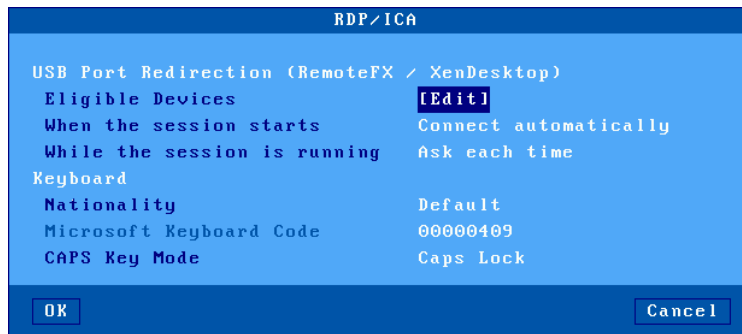 RDP/ICA
USB Port Redirection (RemoteFX / XenDesktop)
Eligible Devices [Edit]
When the session starts Connect automatically
While the session is running Ask each time
Keyboard
Nationality Default
Microsoft Keyboard Code 00000409
CAPS Key Mode Caps Lock
OK Cancel